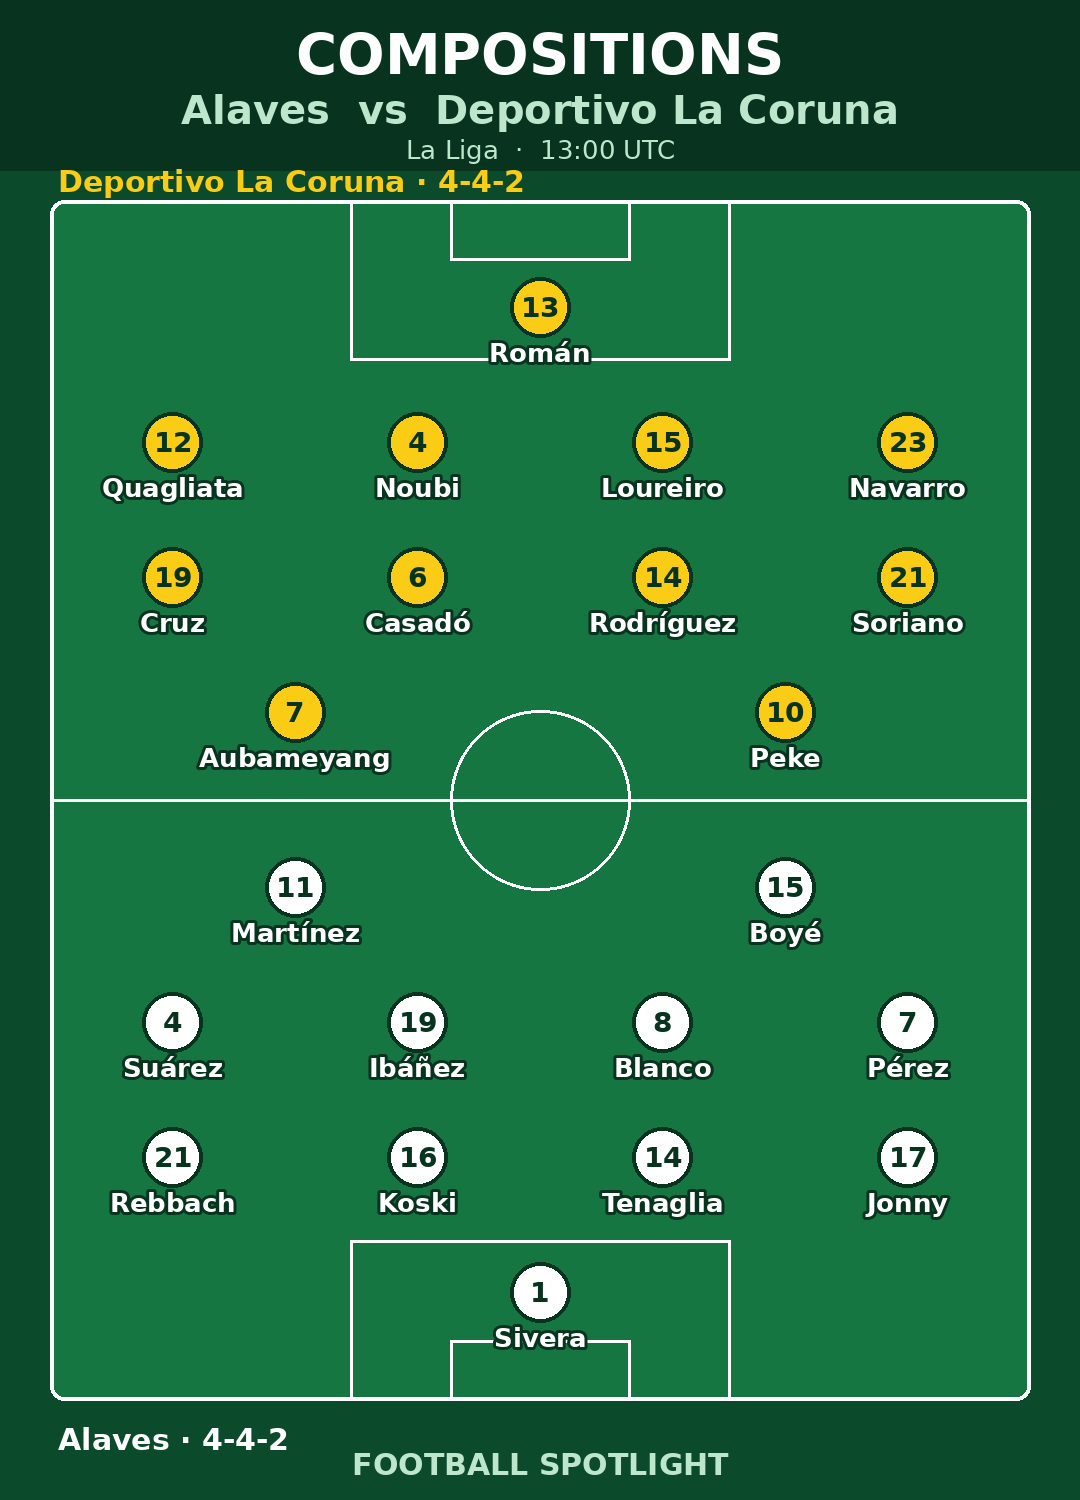 COMPOSITIONS
Alaves vs Deportivo La Coruna
La Liga · 13:00 UTC
Deportivo La Coruna · 4-4-2
13
Román
12 4 15 23
Quagliata Noubi Loureiro Navarro
19 6 14 21
Cruz Casadó Rodríguez Soriano
7 10
Aubameyang Peke
11 15
Martínez Boyé
4 19 8 7
Suárez Ibáñez Blanco Pérez
21 16 14 17
Rebbach Koski Tenaglia Jonny
1
Sivera
Alaves · 4-4-2
FOOTBALL SPOTLIGHT